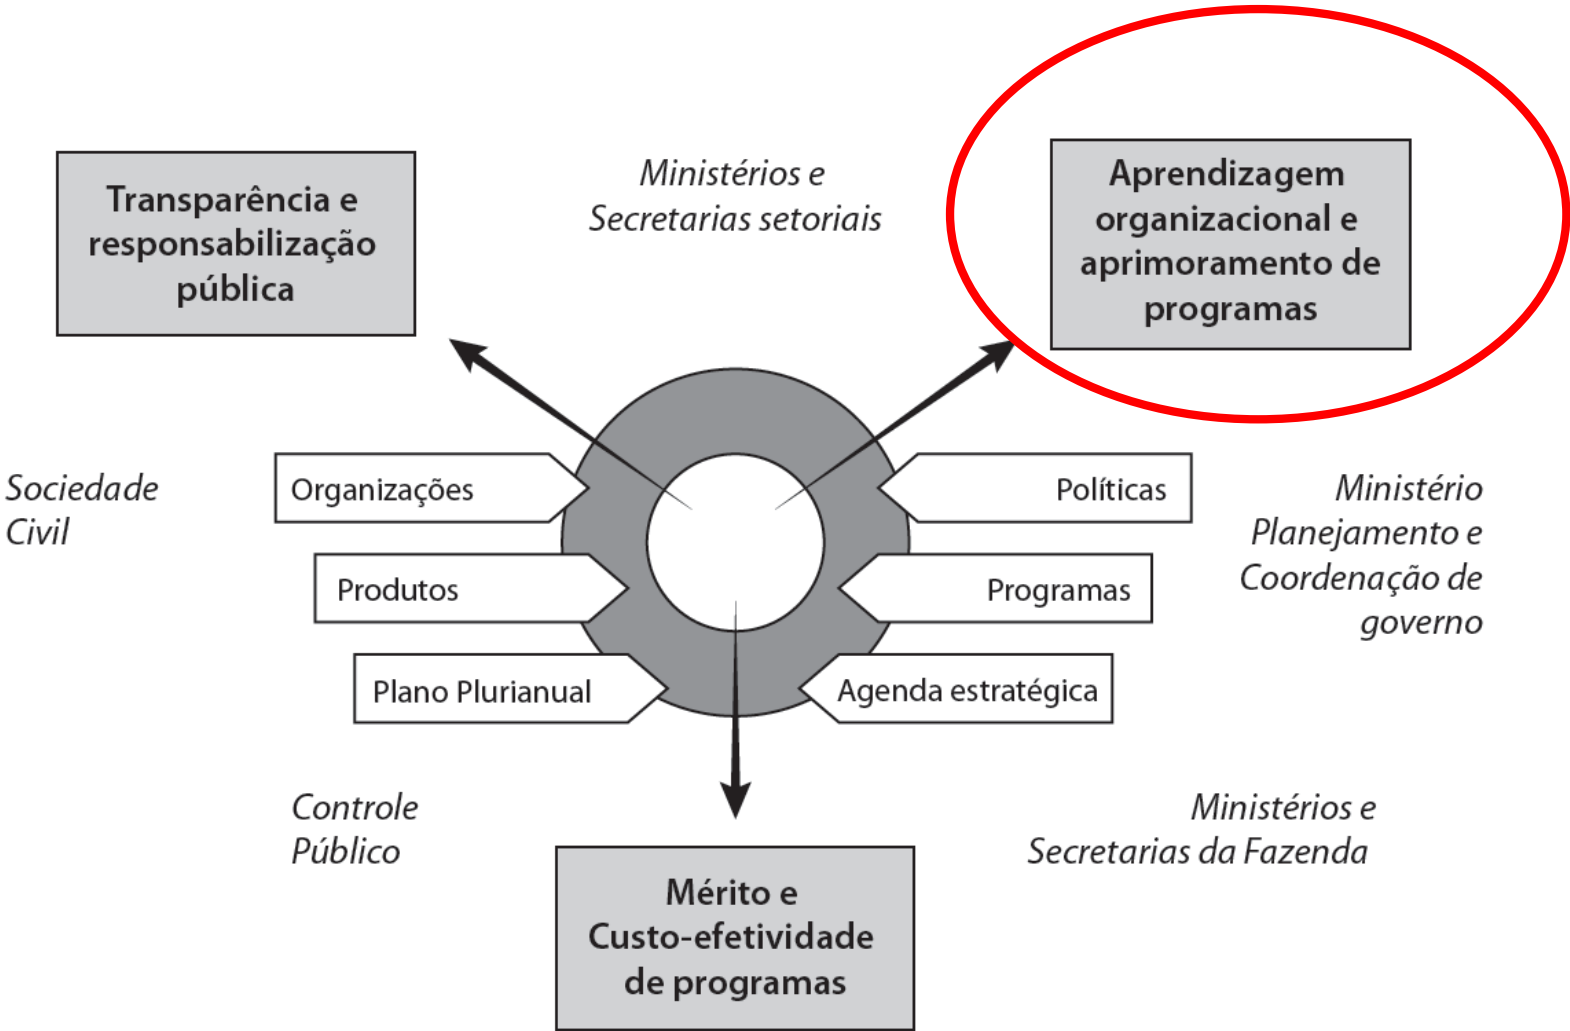 Transparência e
responsabilização
pública
Ministérios e
Secretarias setoriais
Aprendizagem
organizacional e
aprimoramento de
programas
Sociedade
Civil
Organizações
Produtos
Plano Plurianual
Políticas
Programas
Agenda estratégica
Ministério
Planejamento e
Coordenação de
governo
Controle
Público
Ministérios e
Secretarias da Fazenda
Mérito e
Custo-efetividade
de programas